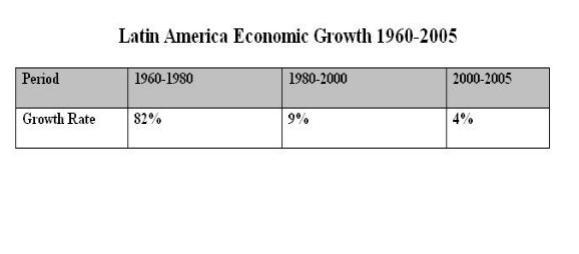 Latin America Economic Growth 1960-2005
Period 1960-1980 1980-2000 2000-2005
Growth Rate 82% 9% 4%